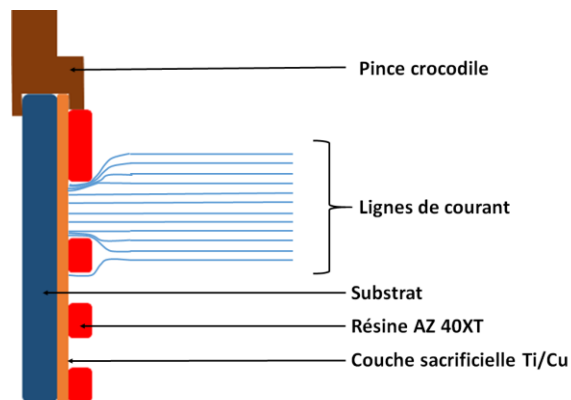 Pince crocodile
Lignes de courant
Substrat
Résine AZ 40XT
Couche sacrificielle Ti/Cu